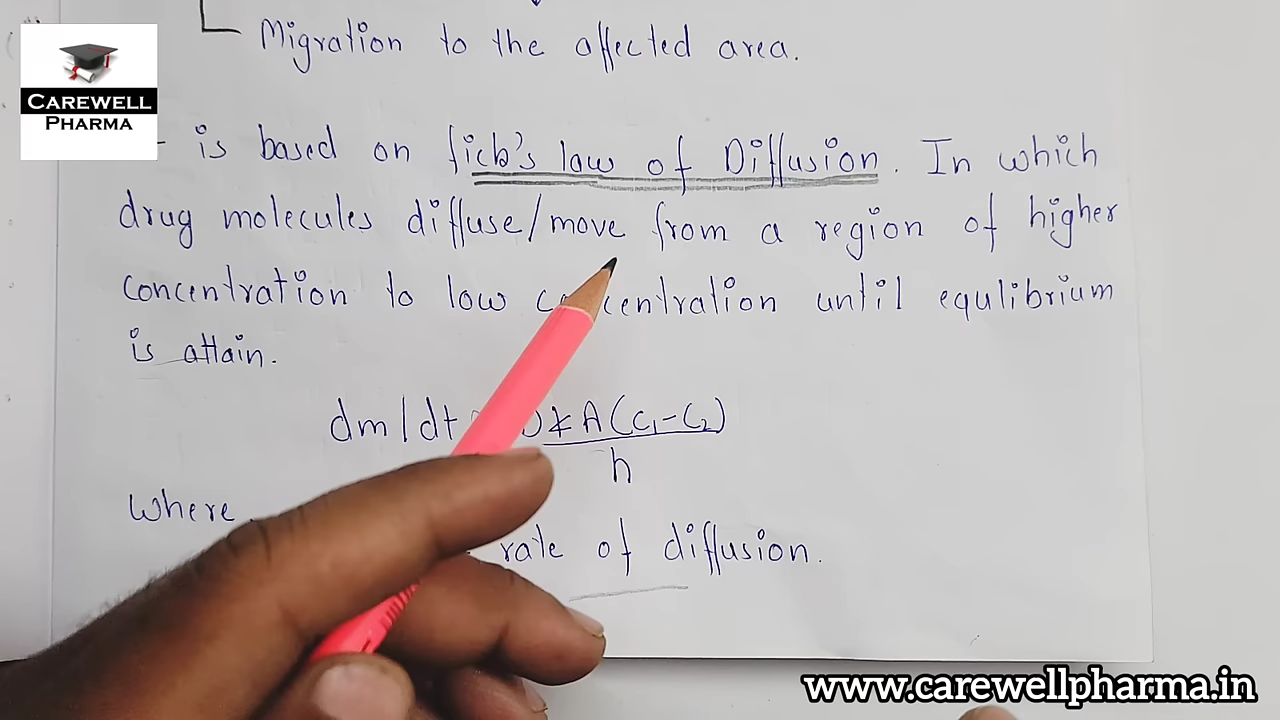 Migration to the affected area.
CAREWELL
PHARMA
is based on fick's law of Diffusion. In which
drug molecules diffuse/move from a region of higher
concentration to low concentration until equlibrium
is attain.
dm/dt D*A(C₁-C₂)
h
Where,
rate of diffusion.
www.carewellpharma.in